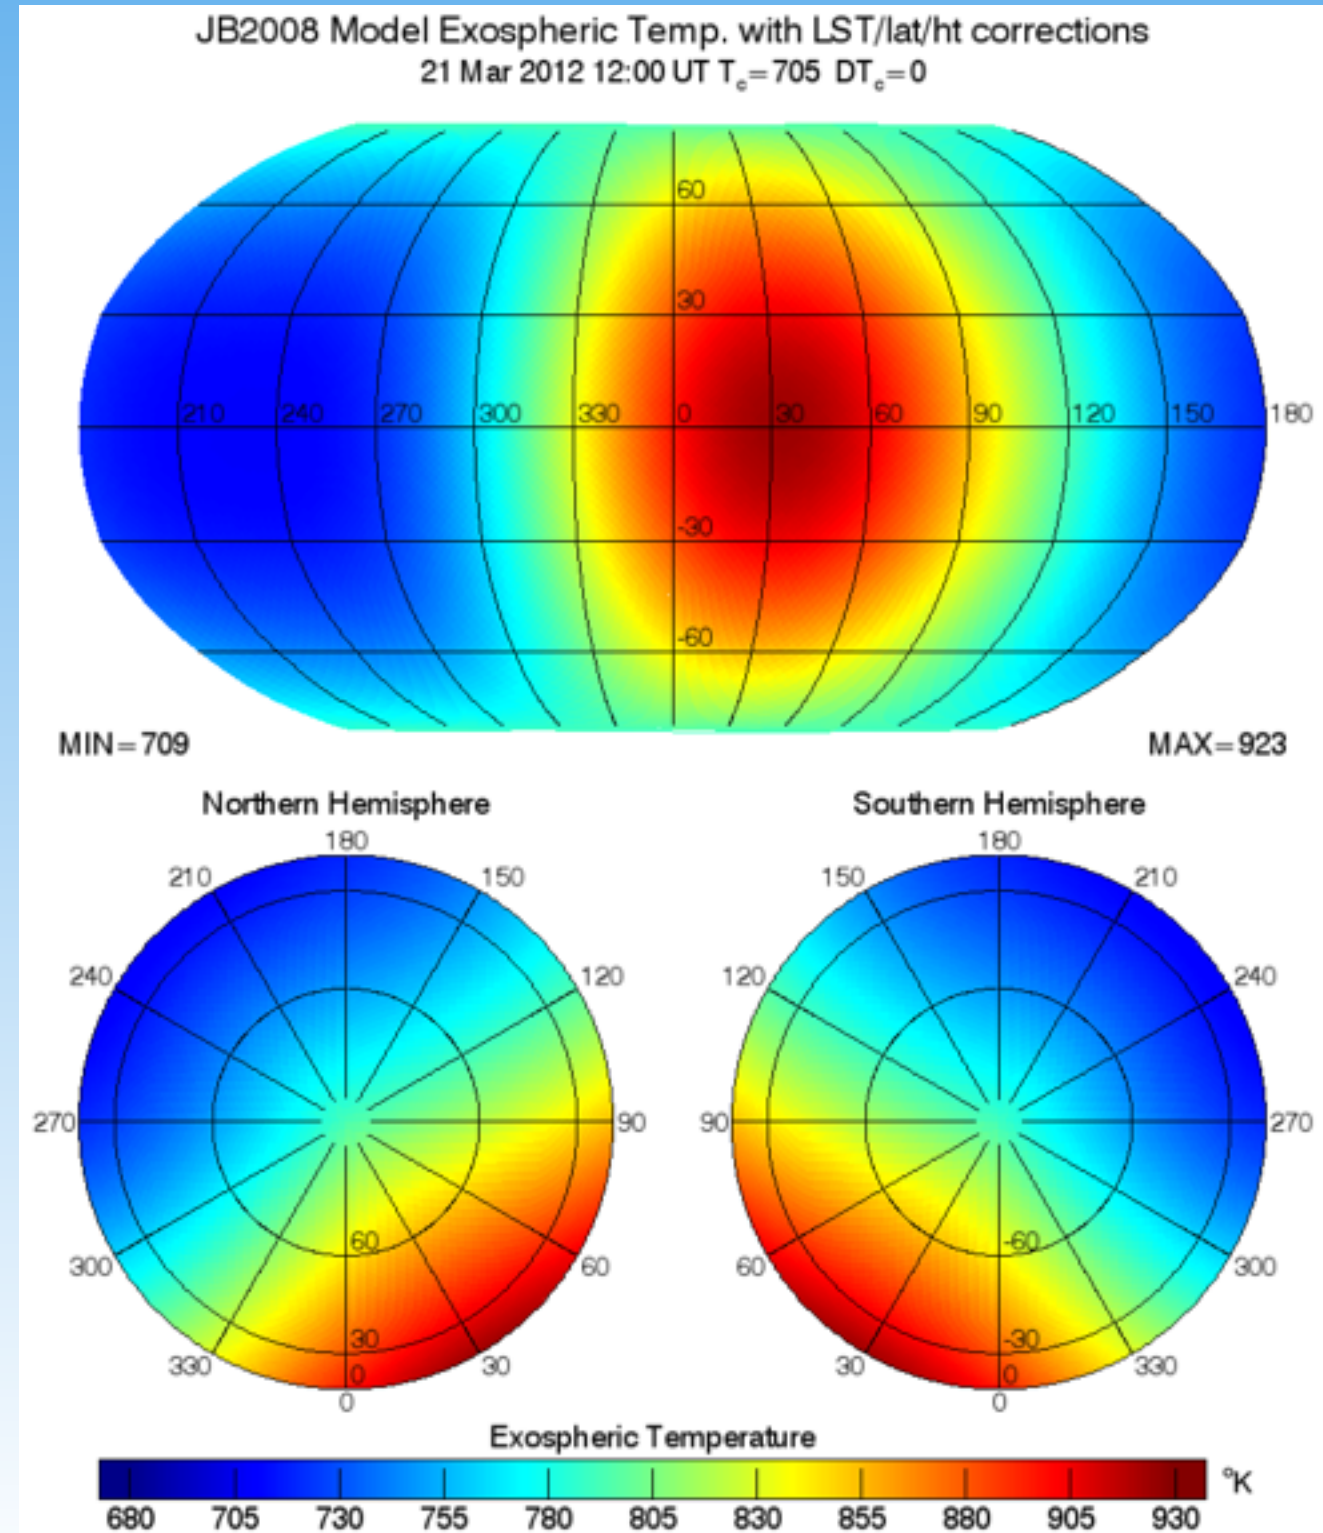 JB2008 Model Exospheric Temp. with LST/lat/ht corrections
21 Mar 2012 12:00 UT Tc=705 DTc=0
60
30
210 240 270 300 330 0 30 60 90 120 150 180
-30
-60
MIN=709 MAX=923
Northern Hemisphere Southern Hemisphere
180 180
210 150 150 210
240 120 120 240
270 90 90 270
60 -60
300 60 60 300
30 -30
330 0 30 30 0 330
0 0
Exospheric Temperature
°K
680 705 730 755 780 805 830 855 880 905 930